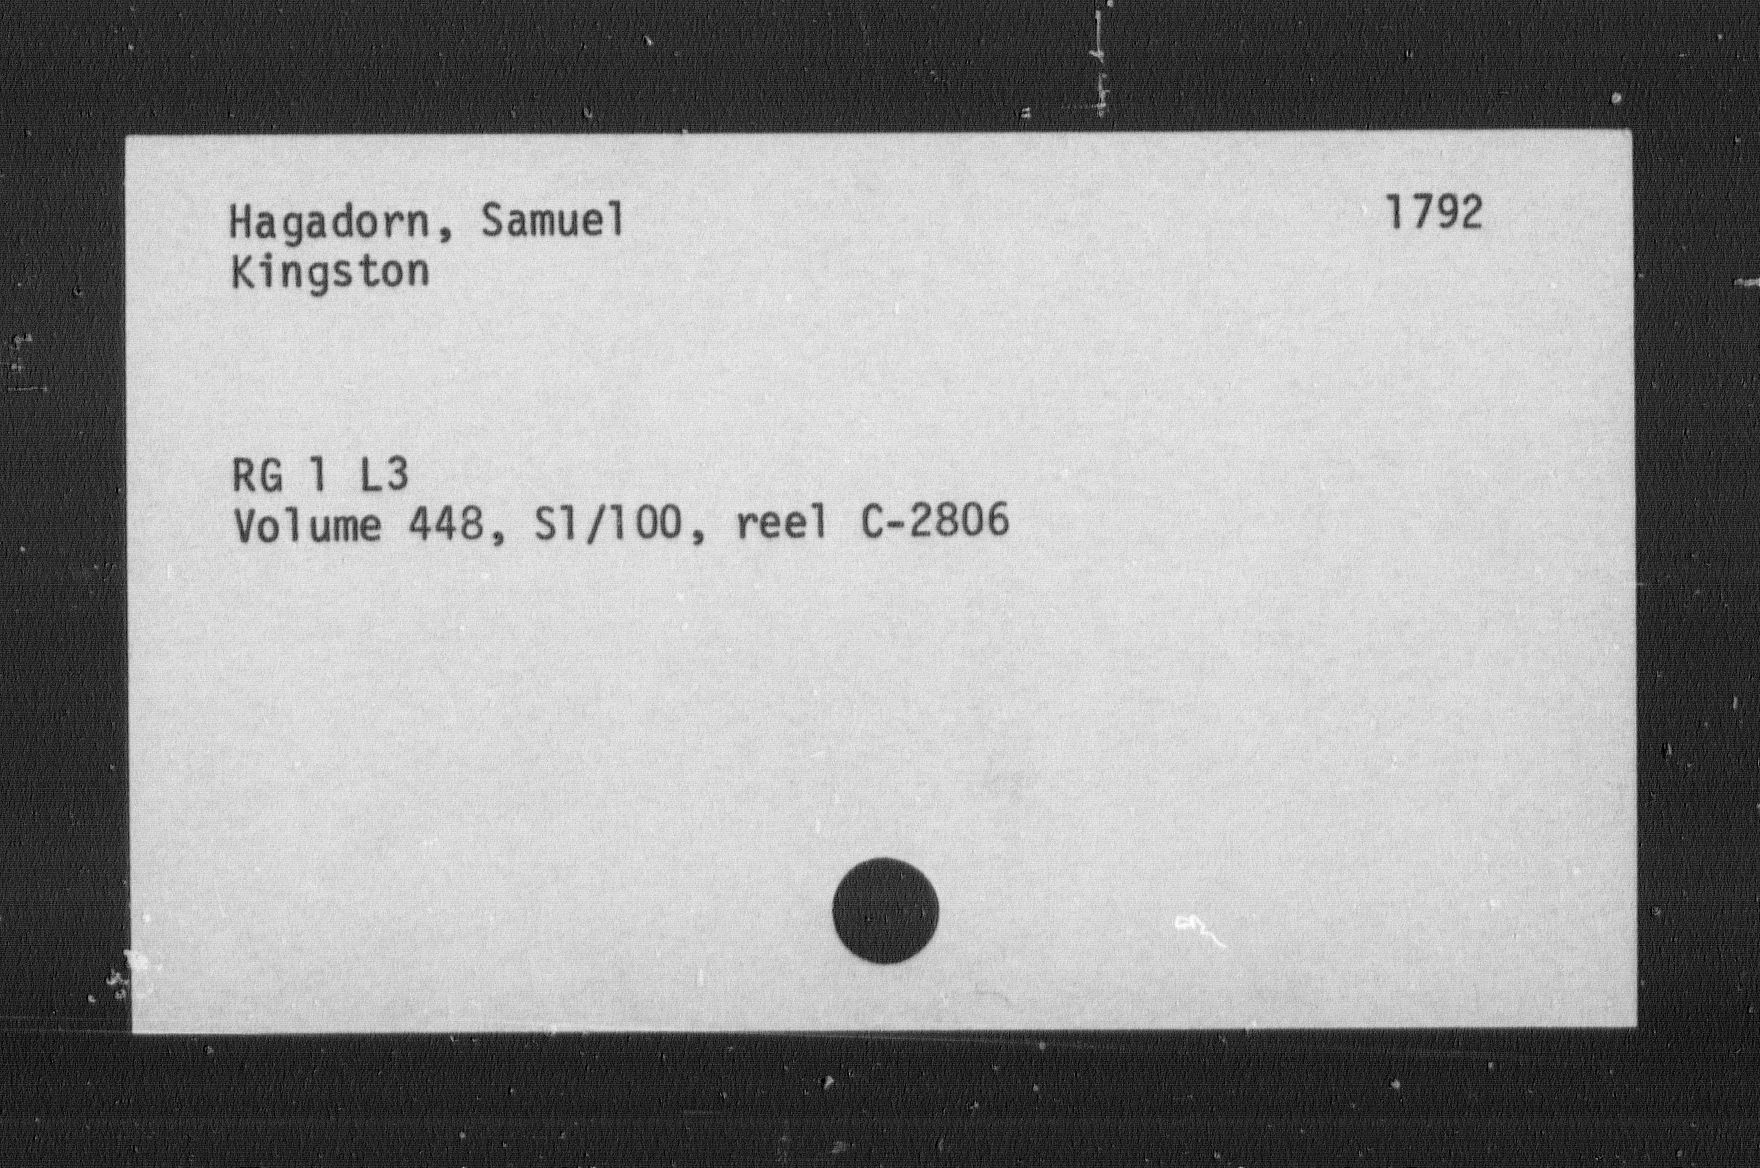 Hagadorn, Samuel 1792
Kingston
RG 1 L3
Volume 448, S1/100, reel C-2806